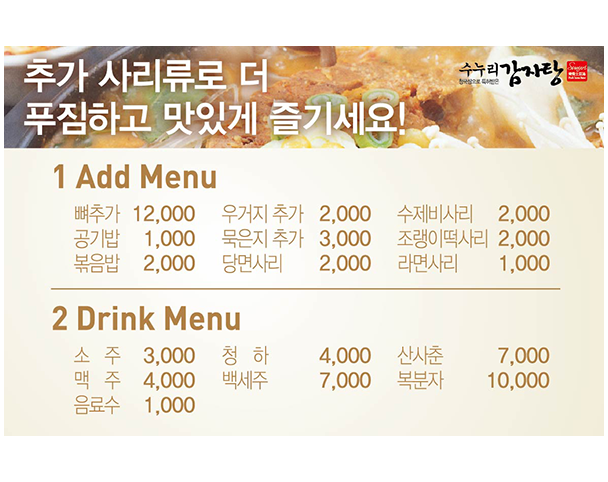 추가 사리류로 더
푸짐하고 맛있게 즐기세요!
수누리 감자탕
1 Add Menu
뼈추가 12,000 우거지 추가 2,000 수제비사리 2,000
공기밥 1,000 묵은지 추가 3,000 조랭이떡사리 2,000
볶음밥 2,000 당면사리 2,000 라면사리 1,000
2 Drink Menu
소 주 3,000 청 하 4,000 산사춘 7,000
맥 주 4,000 백세주 7,000 복분자 10,000
음료수 1,000